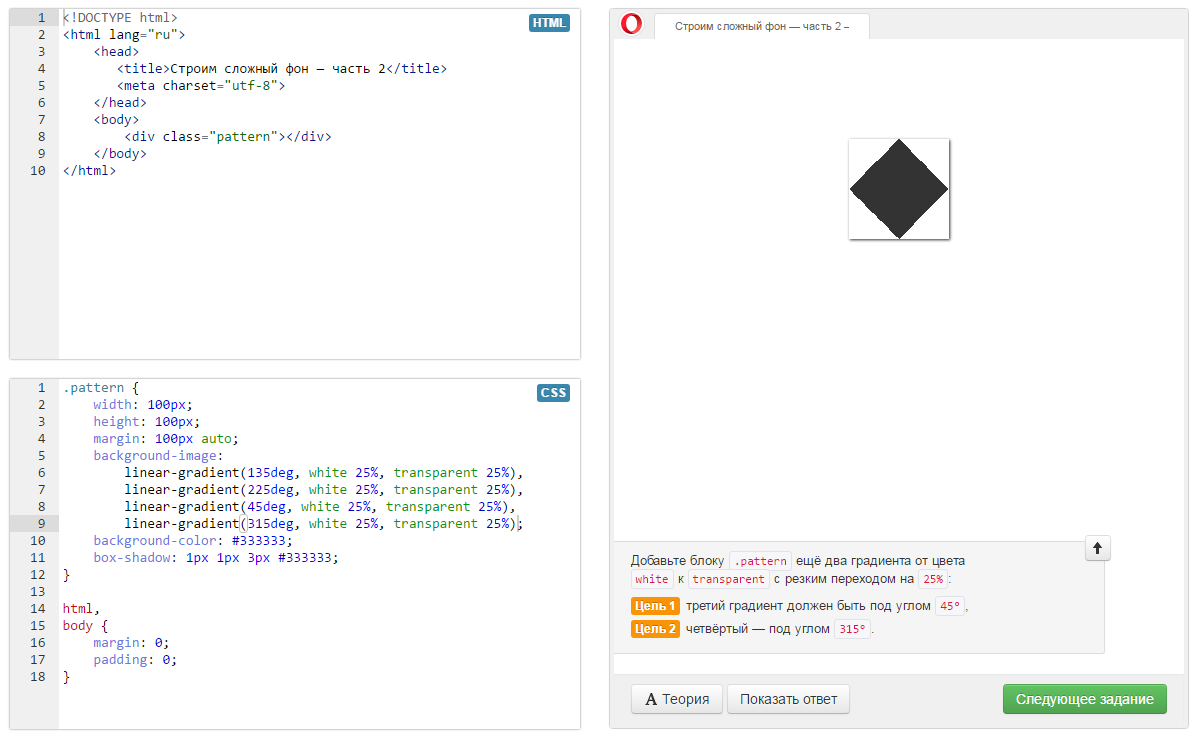 1 <!DOCTYPE html>
2 <html lang="ru">
3 <head>
4 <title>Строим сложный фон — часть 2</title>
5 <meta charset="utf-8">
6 </head>
7 <body>
8 <div class="pattern"></div>
9 </body>
10 </html>
HTML
1 .pattern {
2 width: 100px;
3 height: 100px;
4 margin: 100px auto;
5 background-image:
6 linear-gradient(135deg, white 25%, transparent 25%),
7 linear-gradient(225deg, white 25%, transparent 25%),
8 linear-gradient(45deg, white 25%, transparent 25%),
9 linear-gradient(315deg, white 25%, transparent 25%);
10 background-color: #333333;
11 box-shadow: 1px 1px 3px #333333;
12 }
13
14 html,
15 body {
16 margin: 0;
17 padding: 0;
18 }
CSS
Строим сложный фон — часть 2 –
Добавьте блоку .pattern ещё два градиента от цвета
white к transparent с резким переходом на 25%:
Цель 1 третий градиент должен быть под углом 45°,
Цель 2 четвёртый — под углом 315°.
A Теория
Показать ответ
Следующее задание